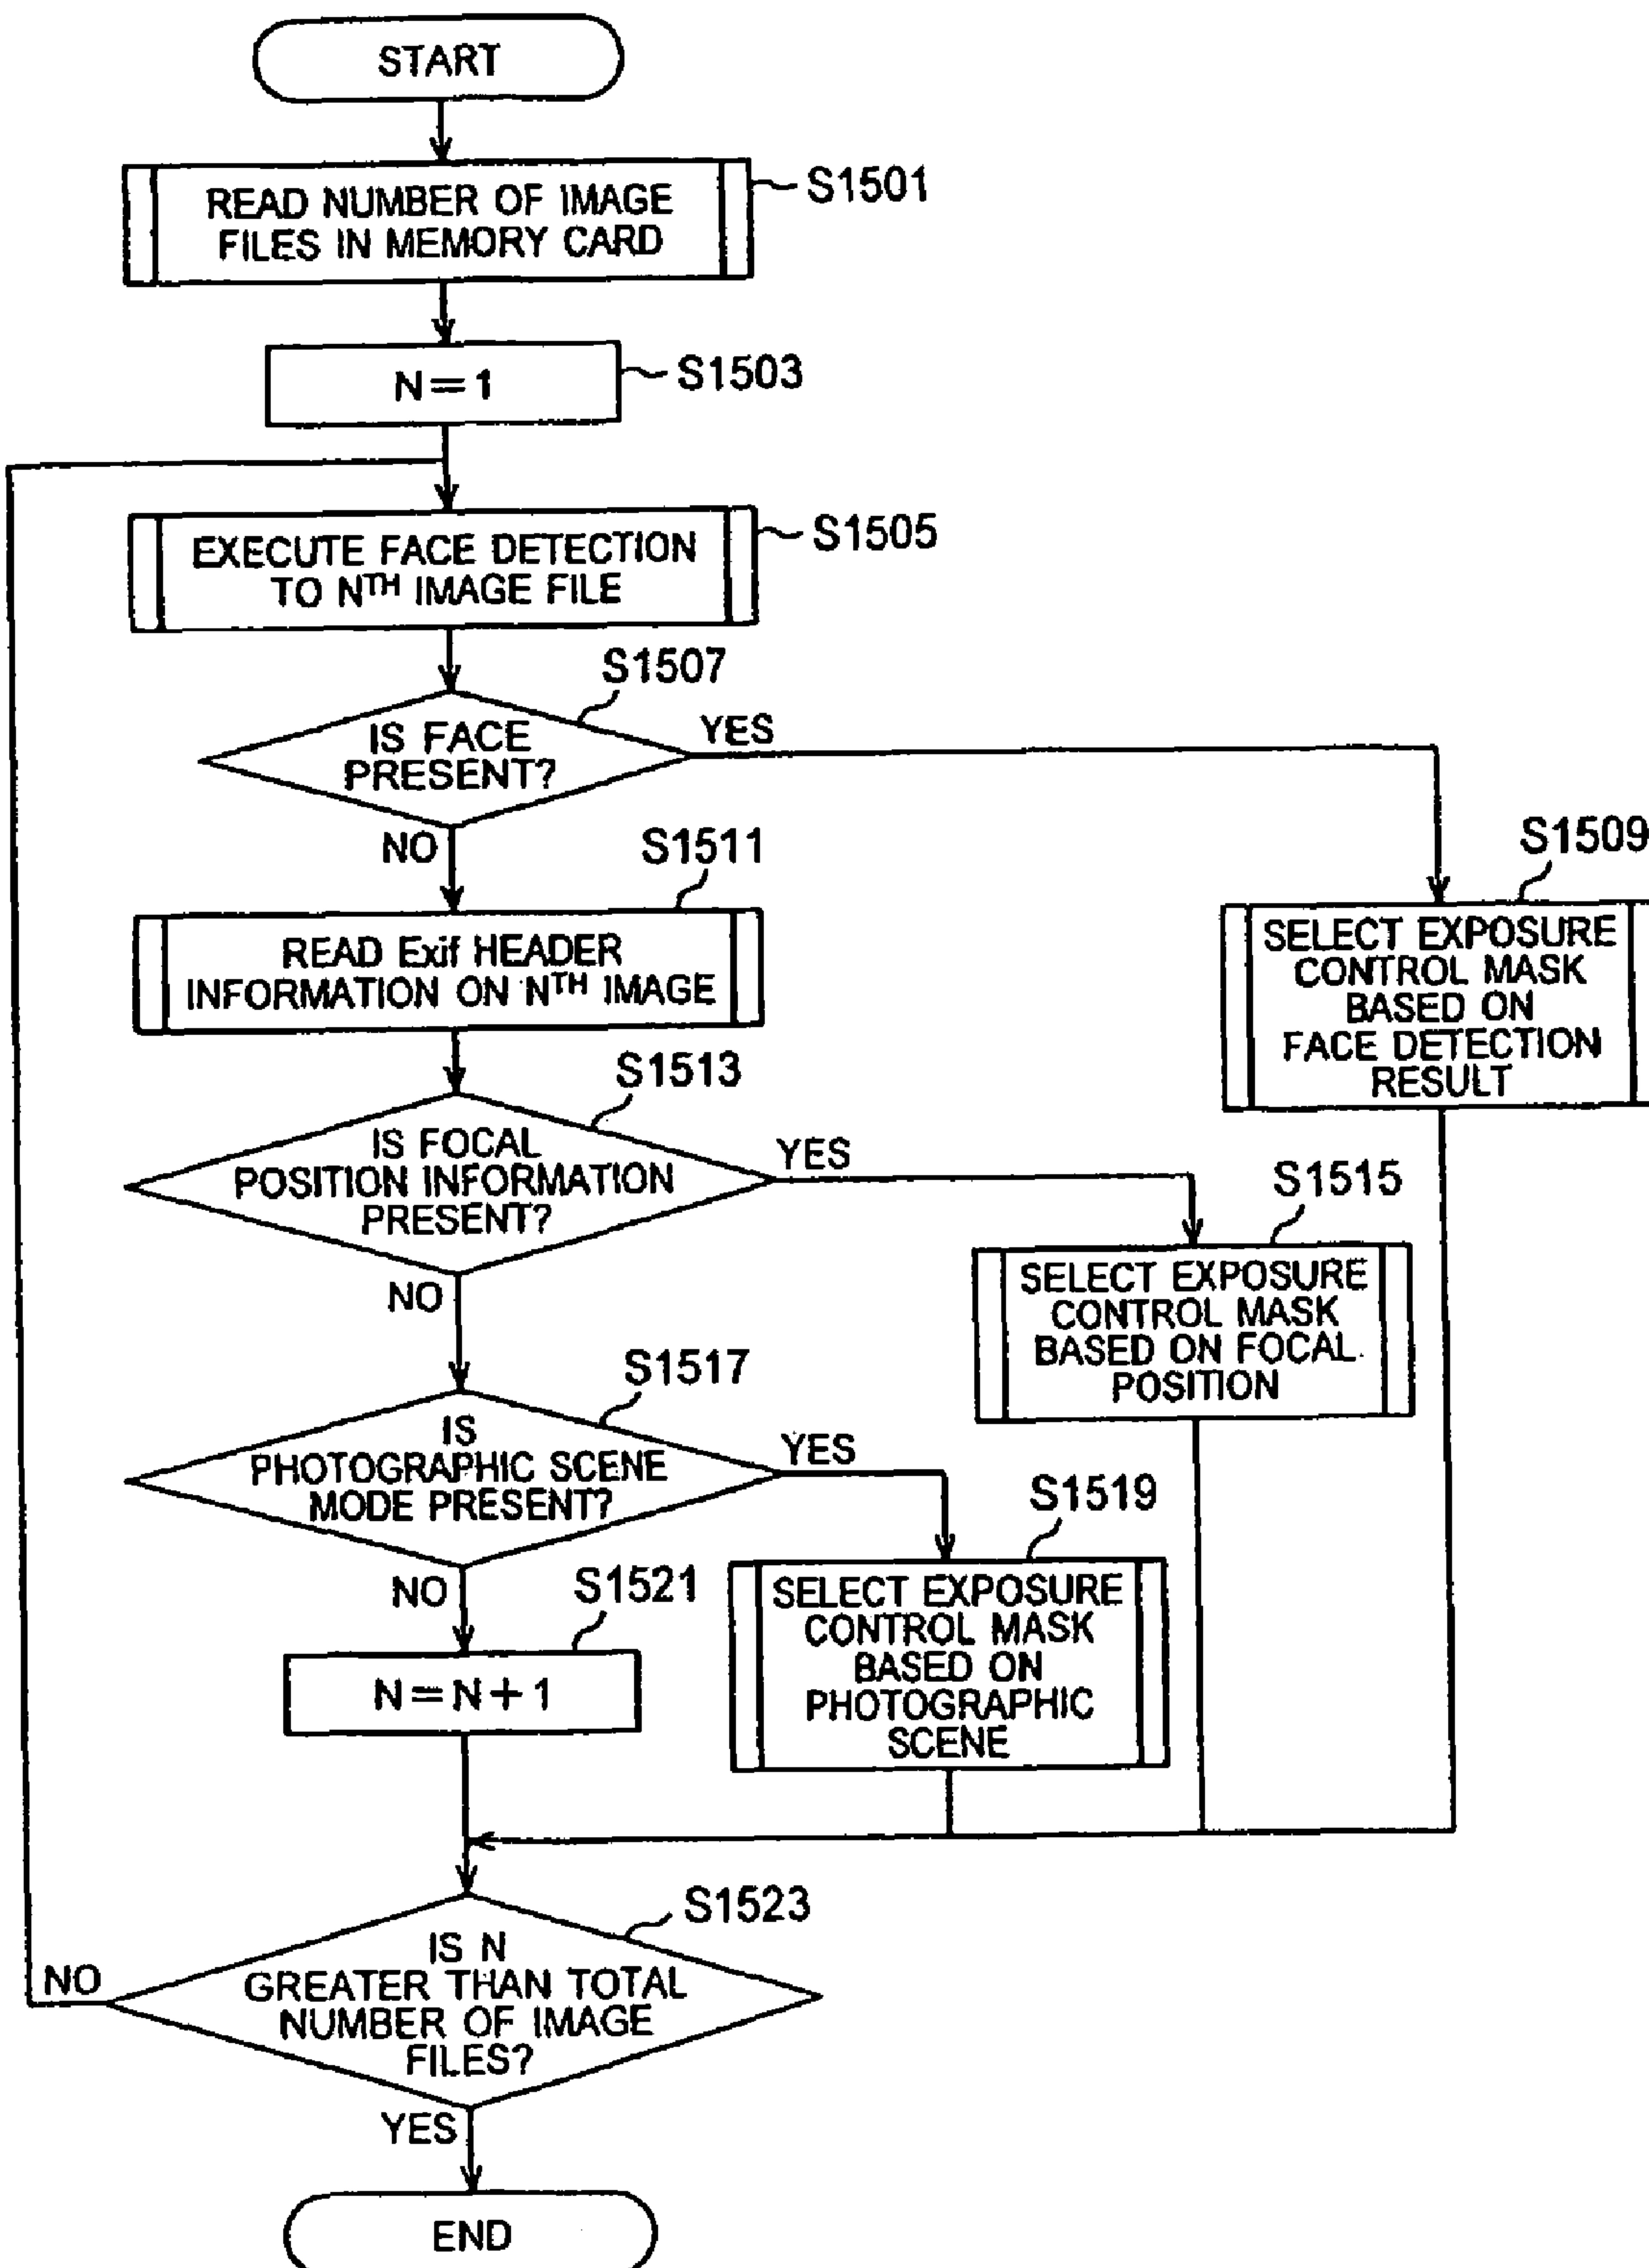 START
READ NUMBER OF IMAGE
FILES IN MEMORY CARD
S1501
N=1
S1503
EXECUTE FACE DETECTION
TO NTH IMAGE FILE
S1505
S1507
IS FACE
PRESENT?
YES
NO
S1511
S1509
READ Exif HEADER
INFORMATION ON NTH IMAGE
SELECT EXPOSURE
CONTROL MASK
BASED ON
FACE DETECTION
RESULT
S1513
IS FOCAL
POSITION INFORMATION
PRESENT?
YES
NO
S1515
SELECT EXPOSURE
CONTROL MASK
BASED ON FOCAL
POSITION
S1517
IS
PHOTOGRAPHIC SCENE
MODE PRESENT?
YES
NO
S1519
SELECT EXPOSURE
CONTROL MASK
BASED ON
PHOTOGRAPHIC
SCENE
S1521
N=N+1
S1523
IS N
GREATER THAN TOTAL
NUMBER OF IMAGE
FILES?
NO
YES
END